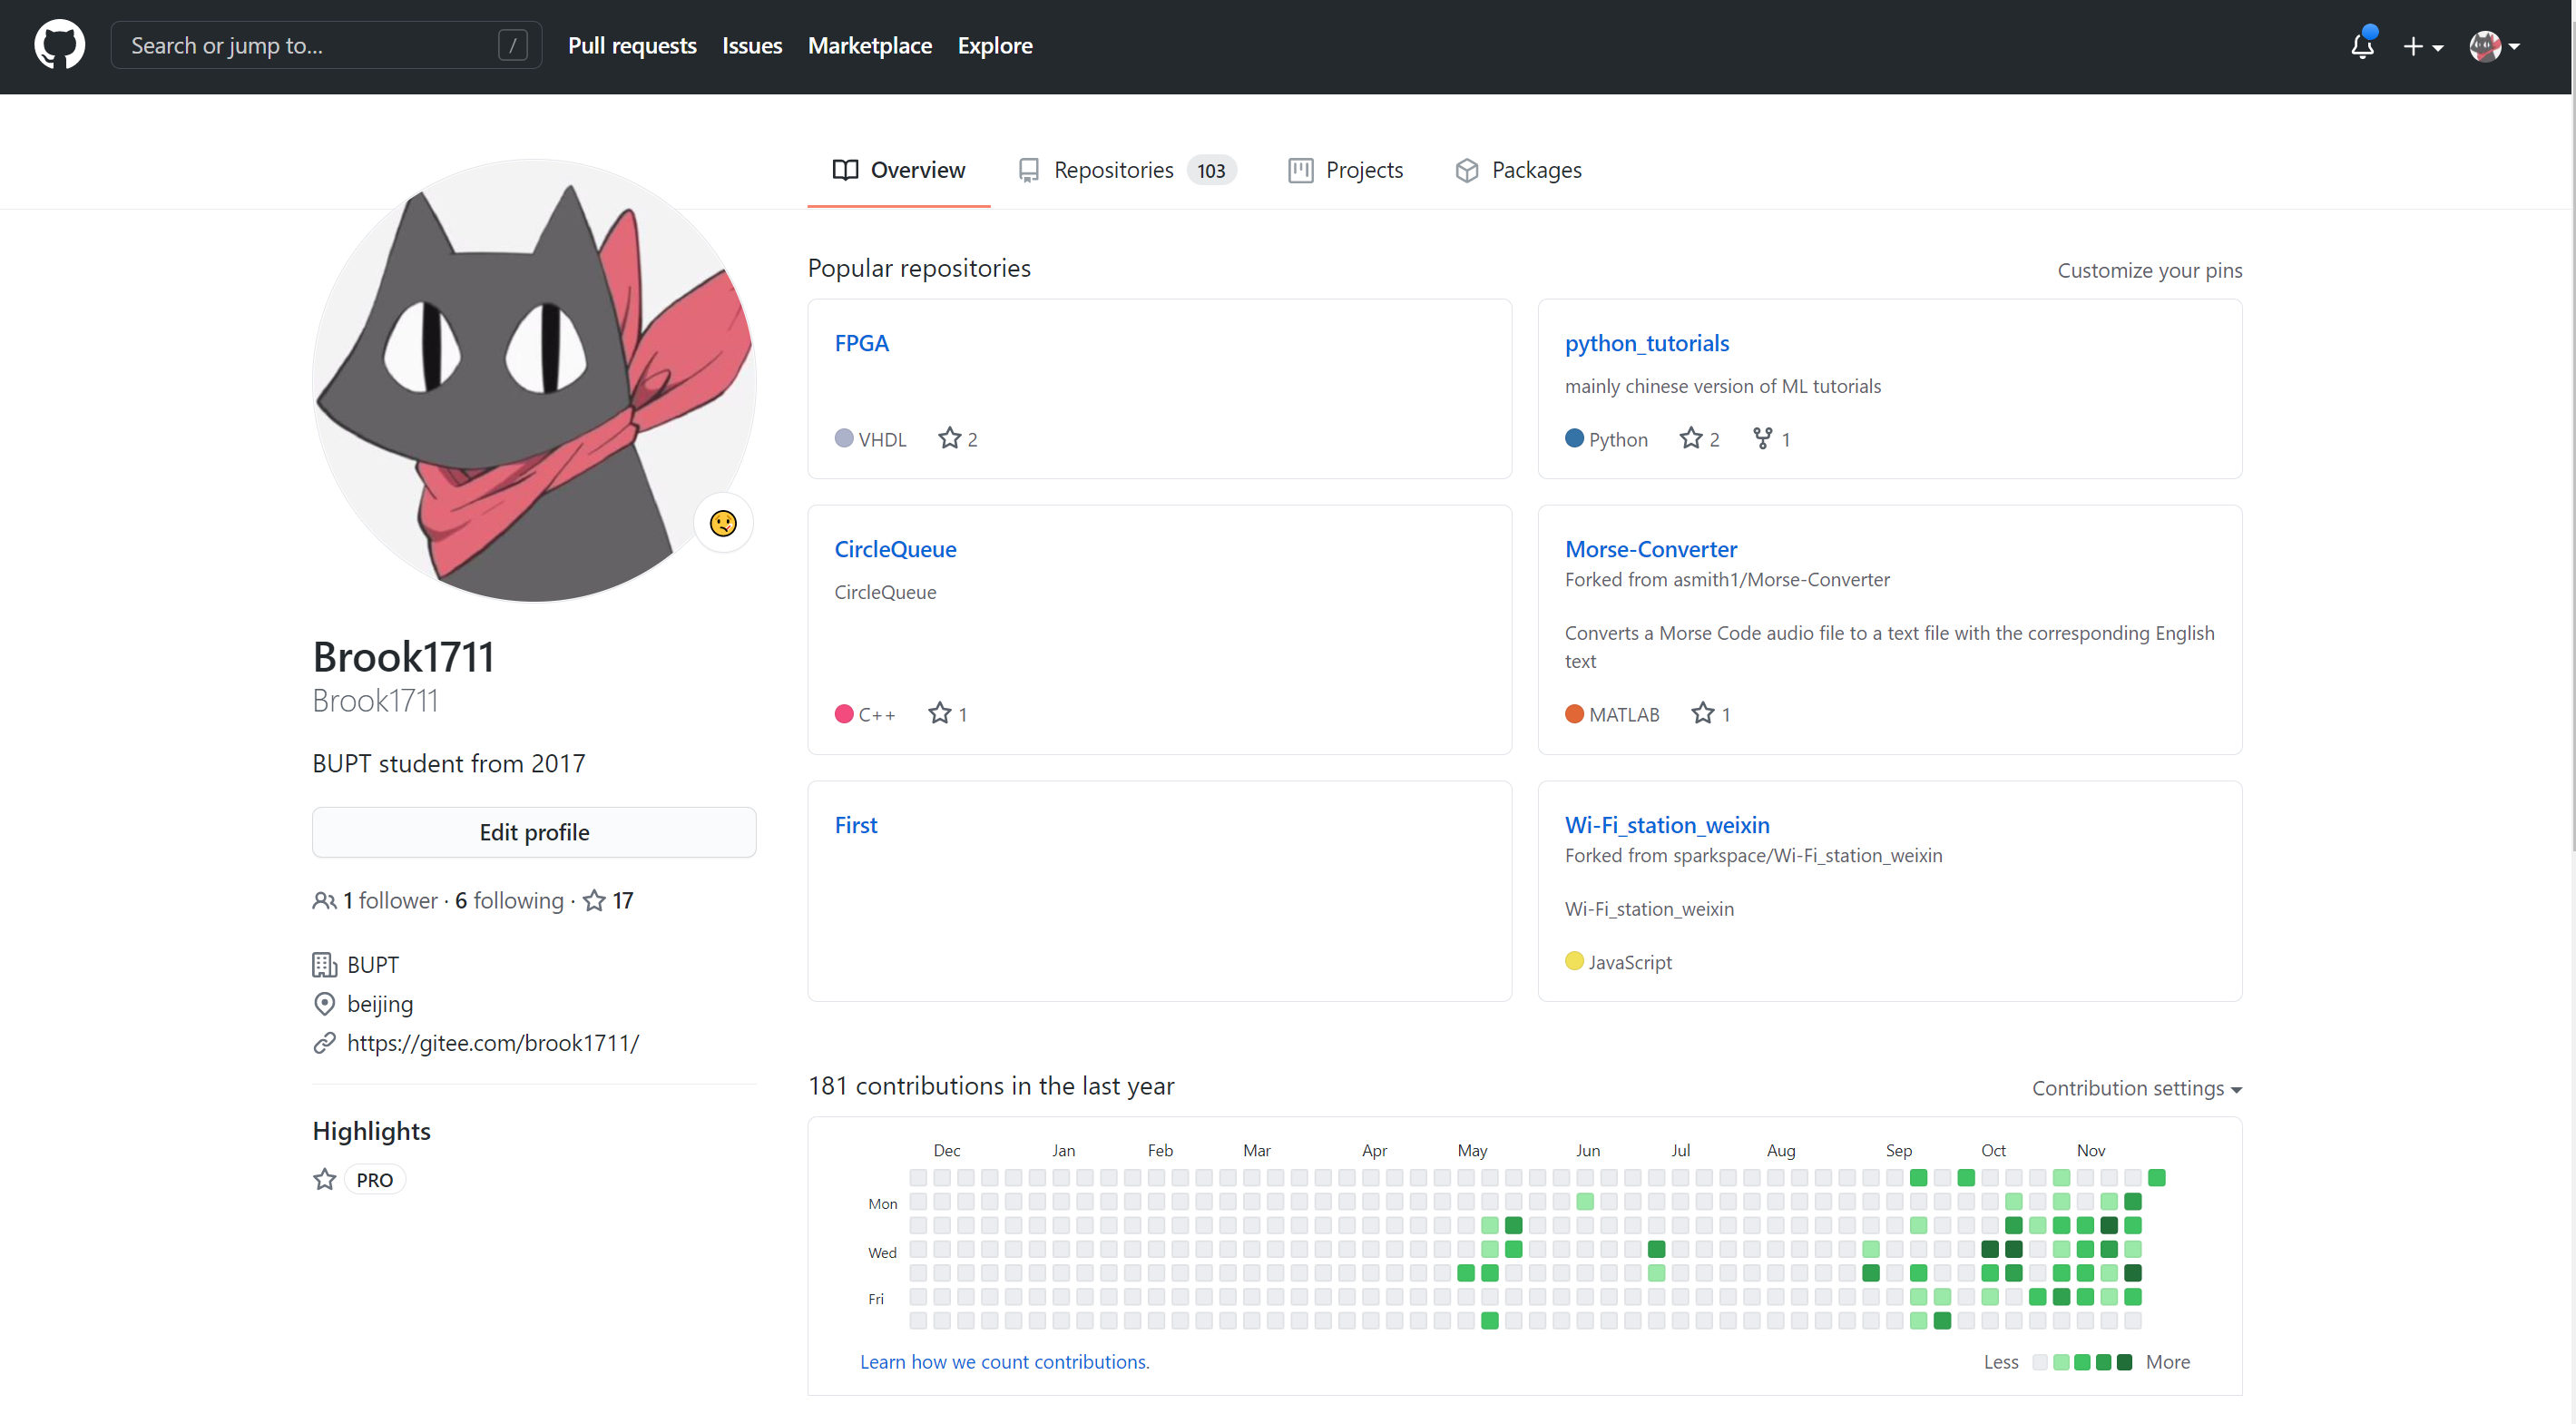 Search or jump to... /
Pull requests Issues Marketplace Explore
Overview Repositories 103 Projects Packages
Popular repositories
Customize your pins
FPGA
VHDL 2
python_tutorials
mainly chinese version of ML tutorials
Python 2 1
CircleQueue
CircleQueue
C++ 1
Morse-Converter
Forked from asmith1/Morse-Converter
Converts a Morse Code audio file to a text file with the corresponding English
text
MATLAB 1
First
Wi-Fi_station_weixin
Forked from sparkspace/Wi-Fi_station_weixin
Wi-Fi_station_weixin
JavaScript
Brook1711
Brook1711
BUPT student from 2017
Edit profile
1 follower · 6 following · 17
BUPT
beijing
https://gitee.com/brook1711/
Highlights
PRO
181 contributions in the last year
Contribution settings
Dec Jan Feb Mar Apr May Jun Jul Aug Sep Oct Nov
Mon
Wed
Fri
Learn how we count contributions.
Less More